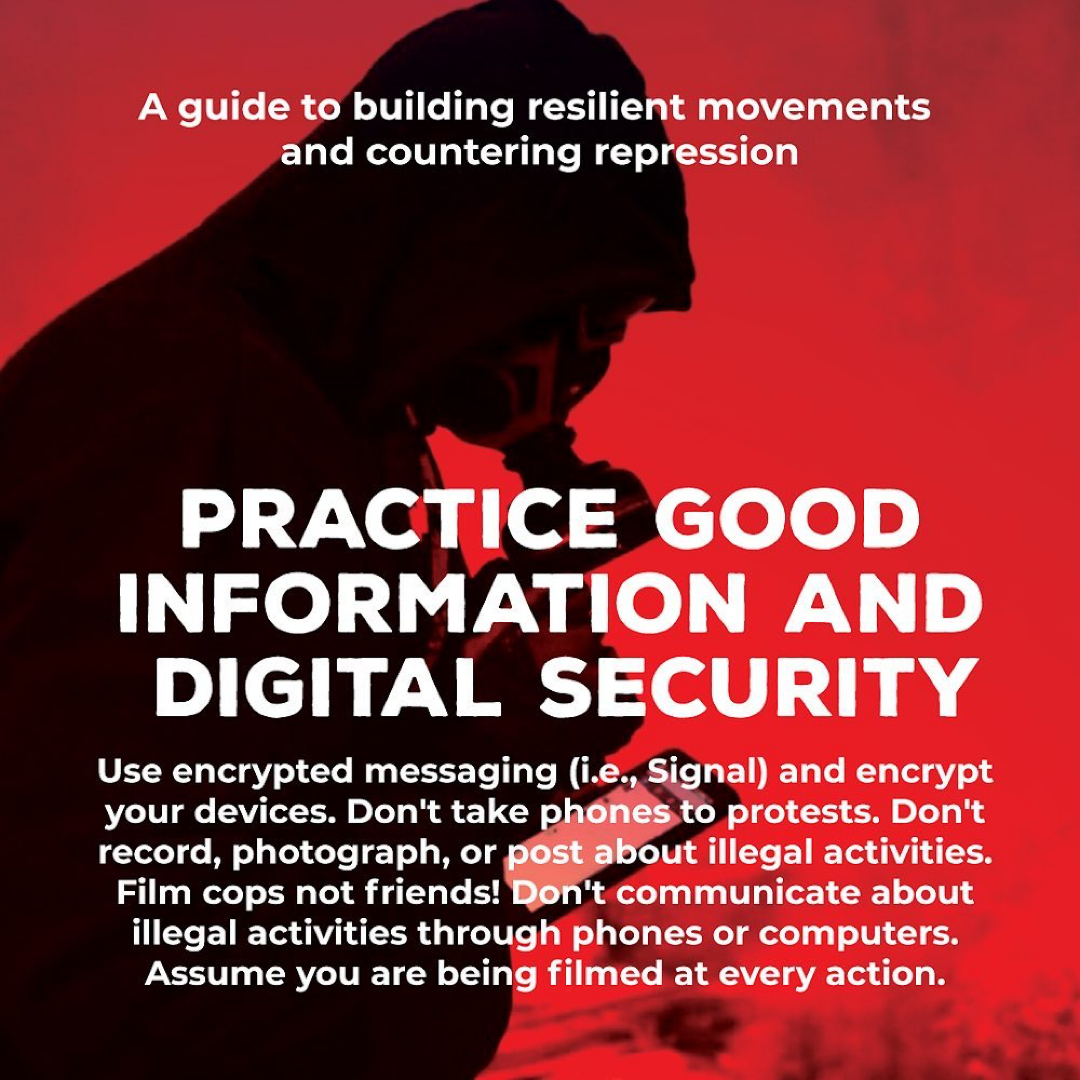 A guide to building resilient movements
and countering repression
PRACTICE GOOD
INFORMATION AND
DIGITAL SECURITY
Use encrypted messaging (i.e., Signal) and encrypt
your devices. Don't take phones to protests. Don't
record, photograph, or post about illegal activities.
Film cops not friends! Don't communicate about
illegal activities through phones or computers.
Assume you are being filmed at every action.